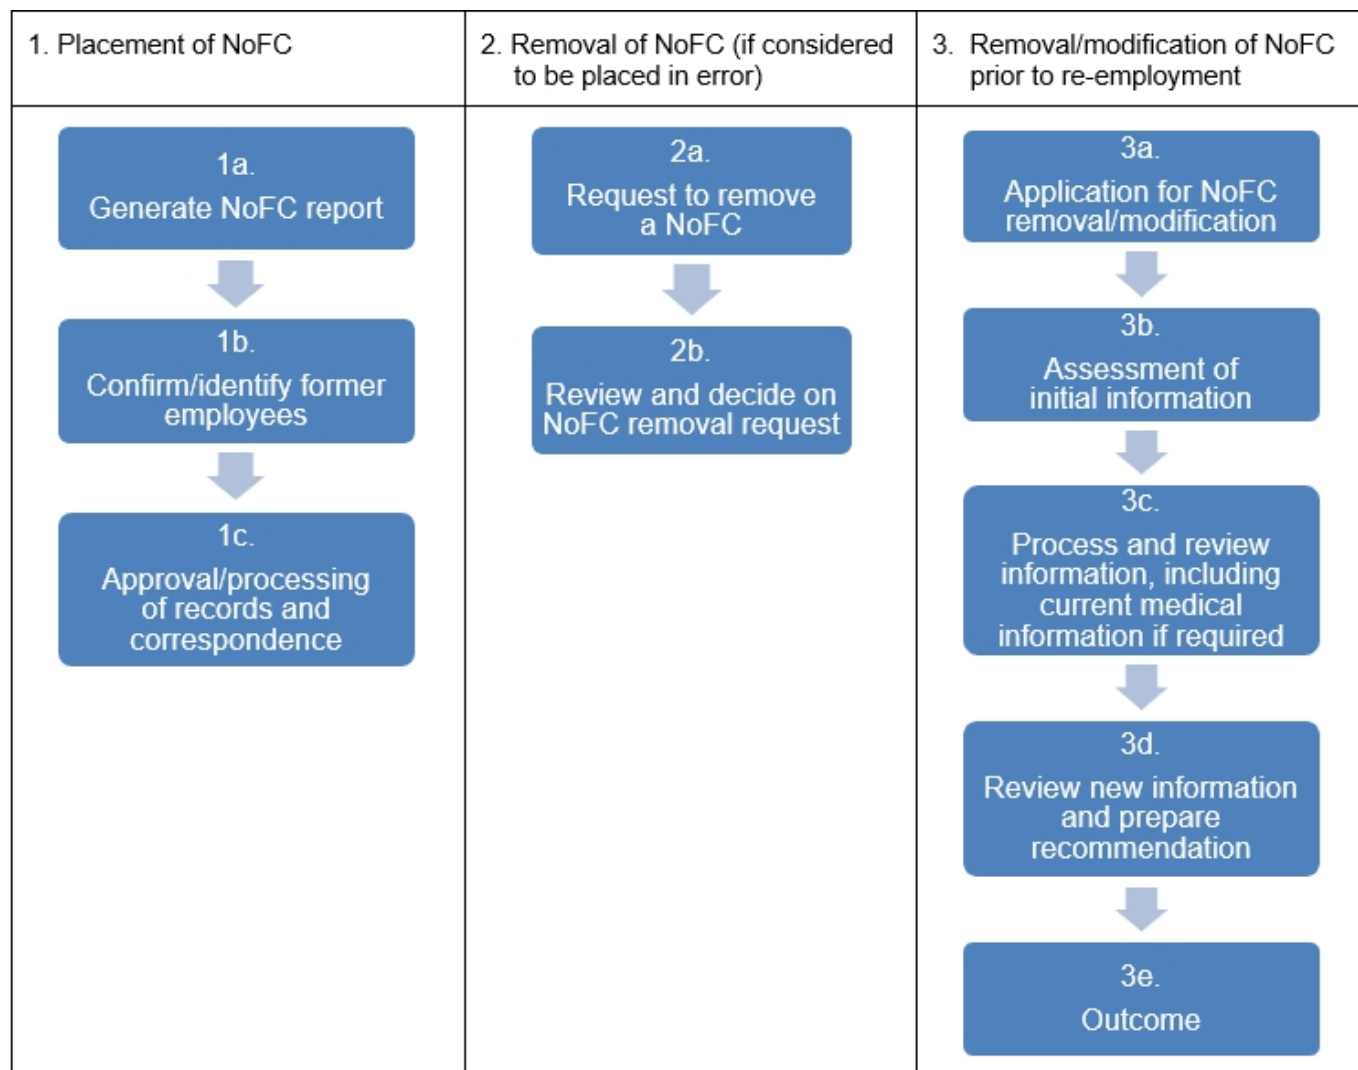 1. Placement of NoFC
2. Removal of NoFC (if considered
to be placed in error)
3. Removal/modification of NoFC
prior to re-employment
1a.
Generate NoFC report
1b.
Confirm/identify former
employees
1c.
Approval/processing
of records and
correspondence
2a.
Request to remove
a NoFC
2b.
Review and decide on
NoFC removal request
3a.
Application for NoFC
removal/modification
3b.
Assessment of
initial information
3c.
Process and review
information, including
current medical
information if required
3d.
Review new information
and prepare
recommendation
3e.
Outcome